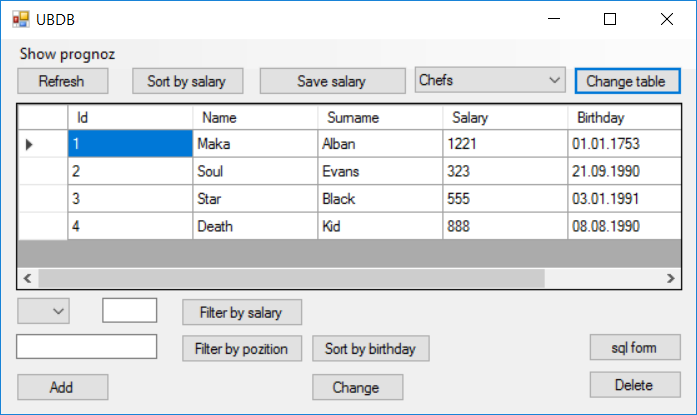 UBDB
Show prognoz
Refresh Sort by salary Save salary Chefs Change table
Id Name Surname Salary Birthday
1 Maka Alban 1221 01.01.1753
2 Soul Evans 323 21.09.1990
3 Star Black 555 03.01.1991
4 Death Kid 888 08.08.1990
Filter by salary
Filter by pozition Sort by birthday sql form
Add Change Delete